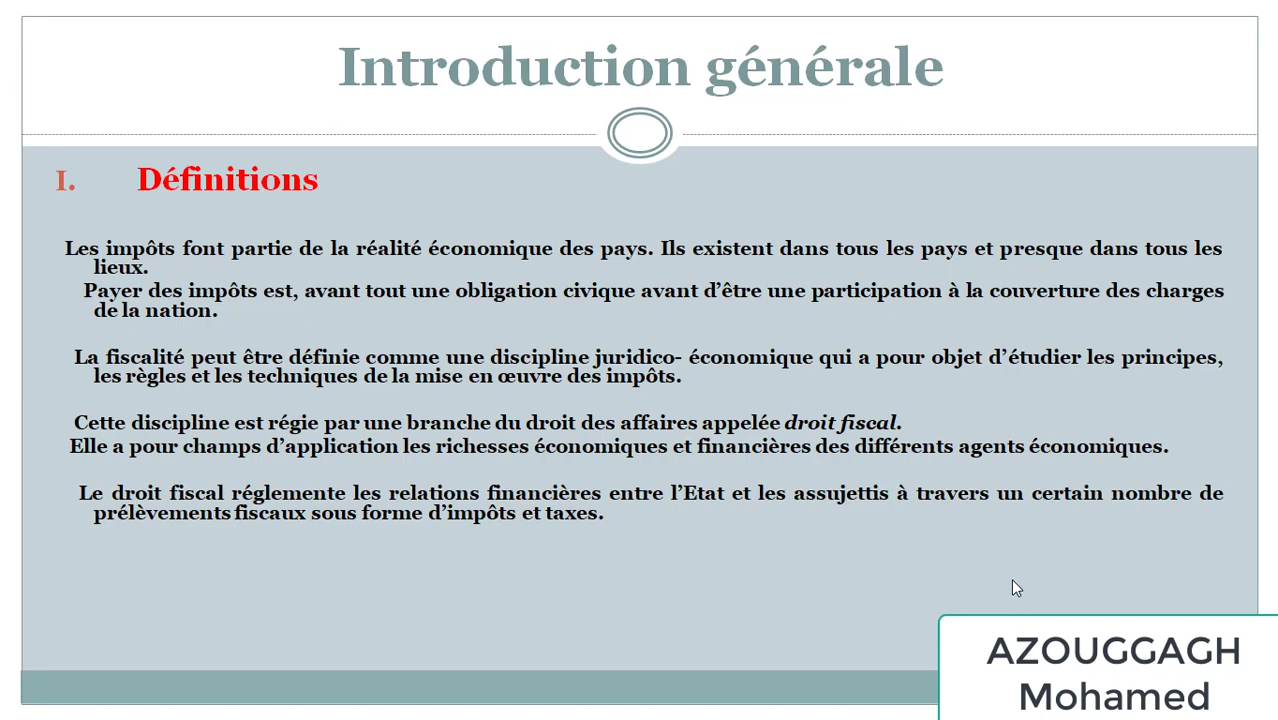 Introduction générale
I. Définitions
Les impôts font partie de la réalité économique des pays. Ils existent dans tous les pays et presque dans tous les
lieux.
Payer des impôts est, avant tout une obligation civique avant d’être une participation à la couverture des charges
de la nation.
La fiscalité peut être définie comme une discipline juridico- économique qui a pour objet d’étudier les principes,
les règles et les techniques de la mise en œuvre des impôts.
Cette discipline est régie par une branche du droit des affaires appelée droit fiscal.
Elle a pour champs d’application les richesses économiques et financières des différents agents économiques.
Le droit fiscal réglemente les relations financières entre l’Etat et les assujettis à travers un certain nombre de
prélèvements fiscaux sous forme d’impôts et taxes.
AZOUGGAGH
Mohamed